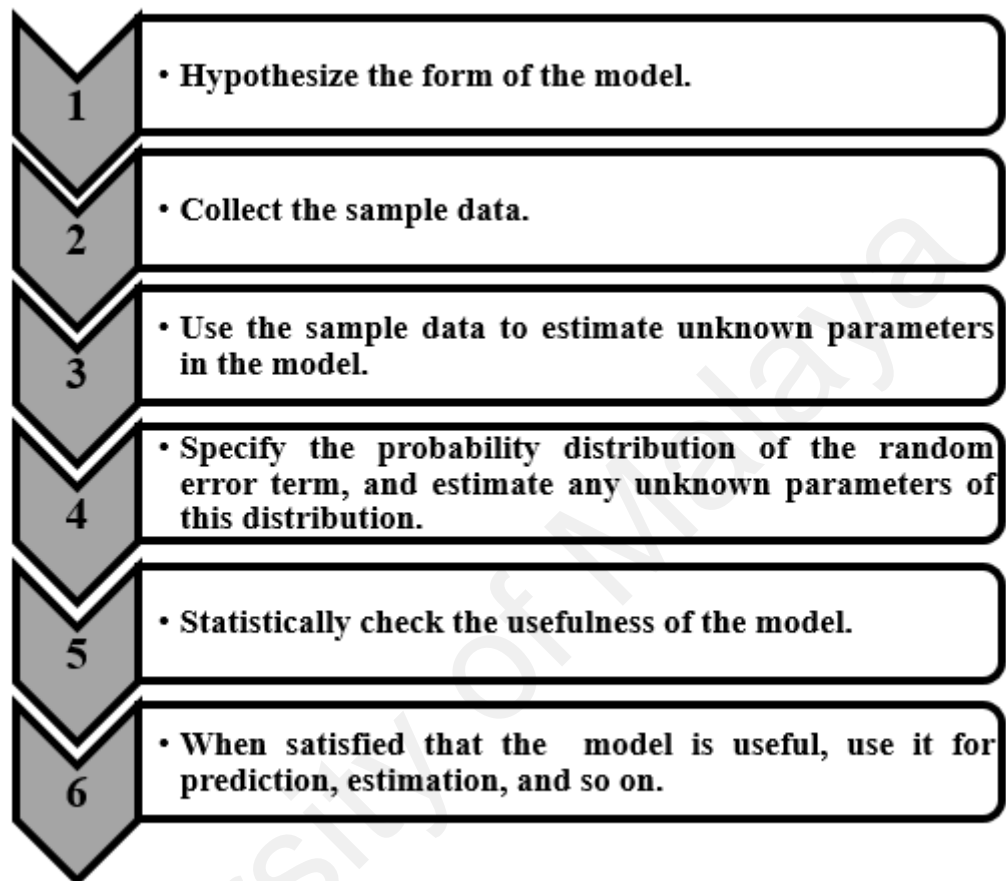 1
• Hypothesize the form of the model.
2
• Collect the sample data.
3
• Use the sample data to estimate unknown parameters
in the model.
4
• Specify the probability distribution of the random
error term, and estimate any unknown parameters of
this distribution.
5
• Statistically check the usefulness of the model.
6
• When satisfied that the model is useful, use it for
prediction, estimation, and so on.
rsity of Malaya